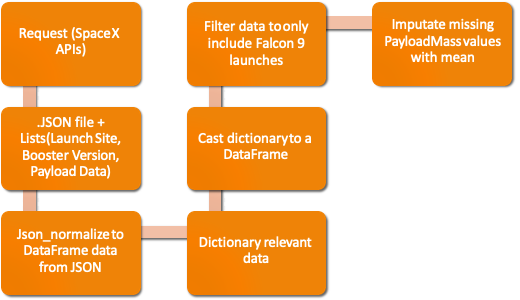 Request (SpaceX
APIs)
.JSON file +
Lists(Launch Site,
Booster Version,
Payload Data)
Json_normalize to
DataFrame data
from JSON
Dictionary relevant
data
Cast dictionary to a
DataFrame
Filter data to only
include Falcon 9
launches
Imputate missing
PayloadMass values
with mean